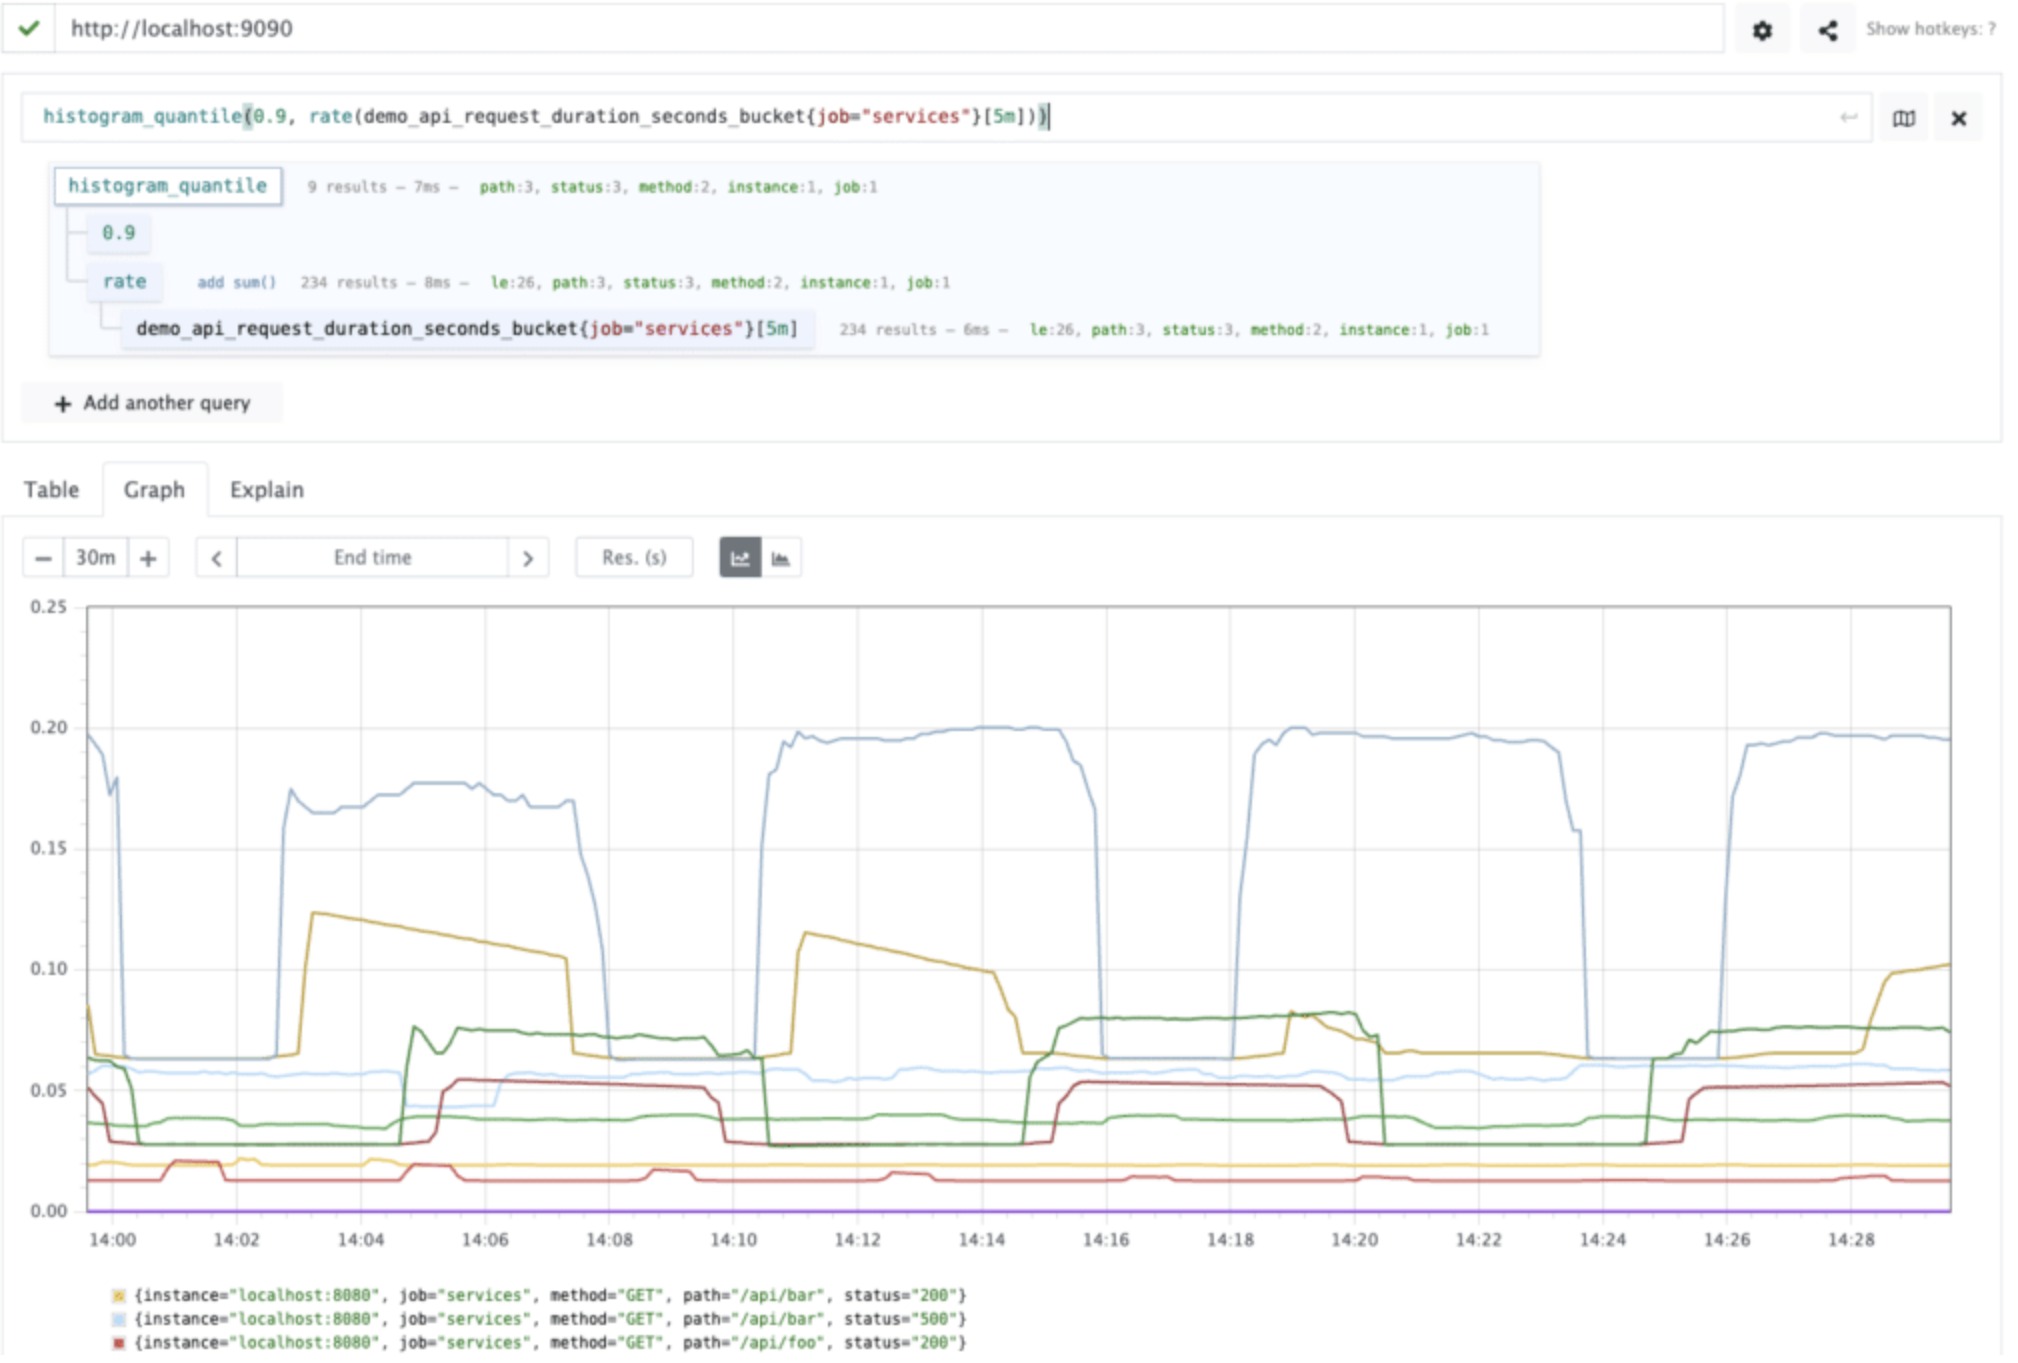 http://localhost:9090 Show hotkeys: ?
histogram_quantile(0.9, rate(demo_api_request_duration_seconds_bucket{job="services"}[5m]))
histogram_quantile 9 results – 7ms – path:3, status:3, method:2, instance:1, job:1
0.9
rate add sum() 234 results – 8ms – le:26, path:3, status:3, method:2, instance:1, job:1
demo_api_request_duration_seconds_bucket{job="services"}[5m] 234 results – 6ms – le:26, path:3, status:3, method:2, instance:1, job:1
+ Add another query
Table Graph Explain
– 30m + < End time > Res. (s)
0.25
0.20
0.15
0.10
0.05
0.00
14:00 14:02 14:04 14:06 14:08 14:10 14:12 14:14 14:16 14:18 14:20 14:22 14:24 14:26 14:28
{instance="localhost:8080", job="services", method="GET", path="/api/bar", status="200"}
{instance="localhost:8080", job="services", method="GET", path="/api/bar", status="500"}
{instance="localhost:8080", job="services", method="GET", path="/api/foo", status="200"}